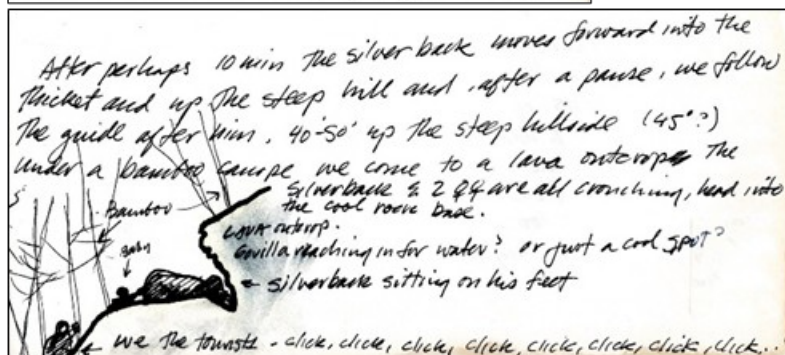 After perhaps 10 min the silverback moves forward into the
thicket and up the steep hill and, after a pause, we follow
the guide after him. 40'-50' up the steep hillside (45°?)
under a bamboo we come to a lava outcrop The
silverback & 2 ♀♀ are all crouching, head into
Bamboo
the cool base.
LAVA outcrop.
Gorilla reaching in for water? or just a cool SPOT?
Baby
silverback sitting on his feet
we the tourists - click, click, click, click, click, click, click, click...